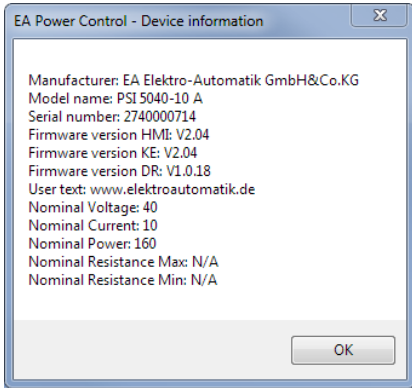 EA Power Control - Device information
Manufacturer: EA Elektro-Automatik GmbH&Co.KG
Model name: PSI 5040-10 A
Serial number: 2740000714
Firmware version HMI: V2.04
Firmware version KE: V2.04
Firmware version DR: V1.0.18
User text: www.elektroautomatik.de
Nominal Voltage: 40
Nominal Current: 10
Nominal Power: 160
Nominal Resistance Max: N/A
Nominal Resistance Min: N/A
OK